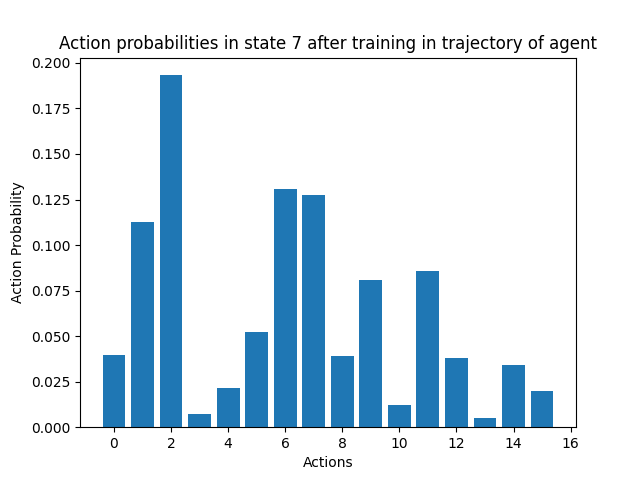 Action probabilities in state 7 after training in trajectory of agent
0.200
0.175
0.150
0.125
0.100
0.075
0.050
0.025
0.000
Action Probability
0 2 4 6 8 10 12 14 16
Actions